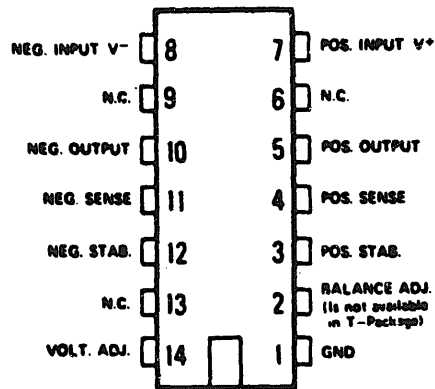 NEG. INPUT V- 8 7 POS. INPUT V+
N.C. 9 6 N.C.
NEG. OUTPUT 10 5 POS. OUTPUT
NEG. SENSE 11 4 POS. SENSE
NEG. STAB. 12 3 POS. STAB.
N.C. 13 2 BALANCE ADJ.
(Is not available
in T-Package)
VOLT. ADJ. 14 1 GND